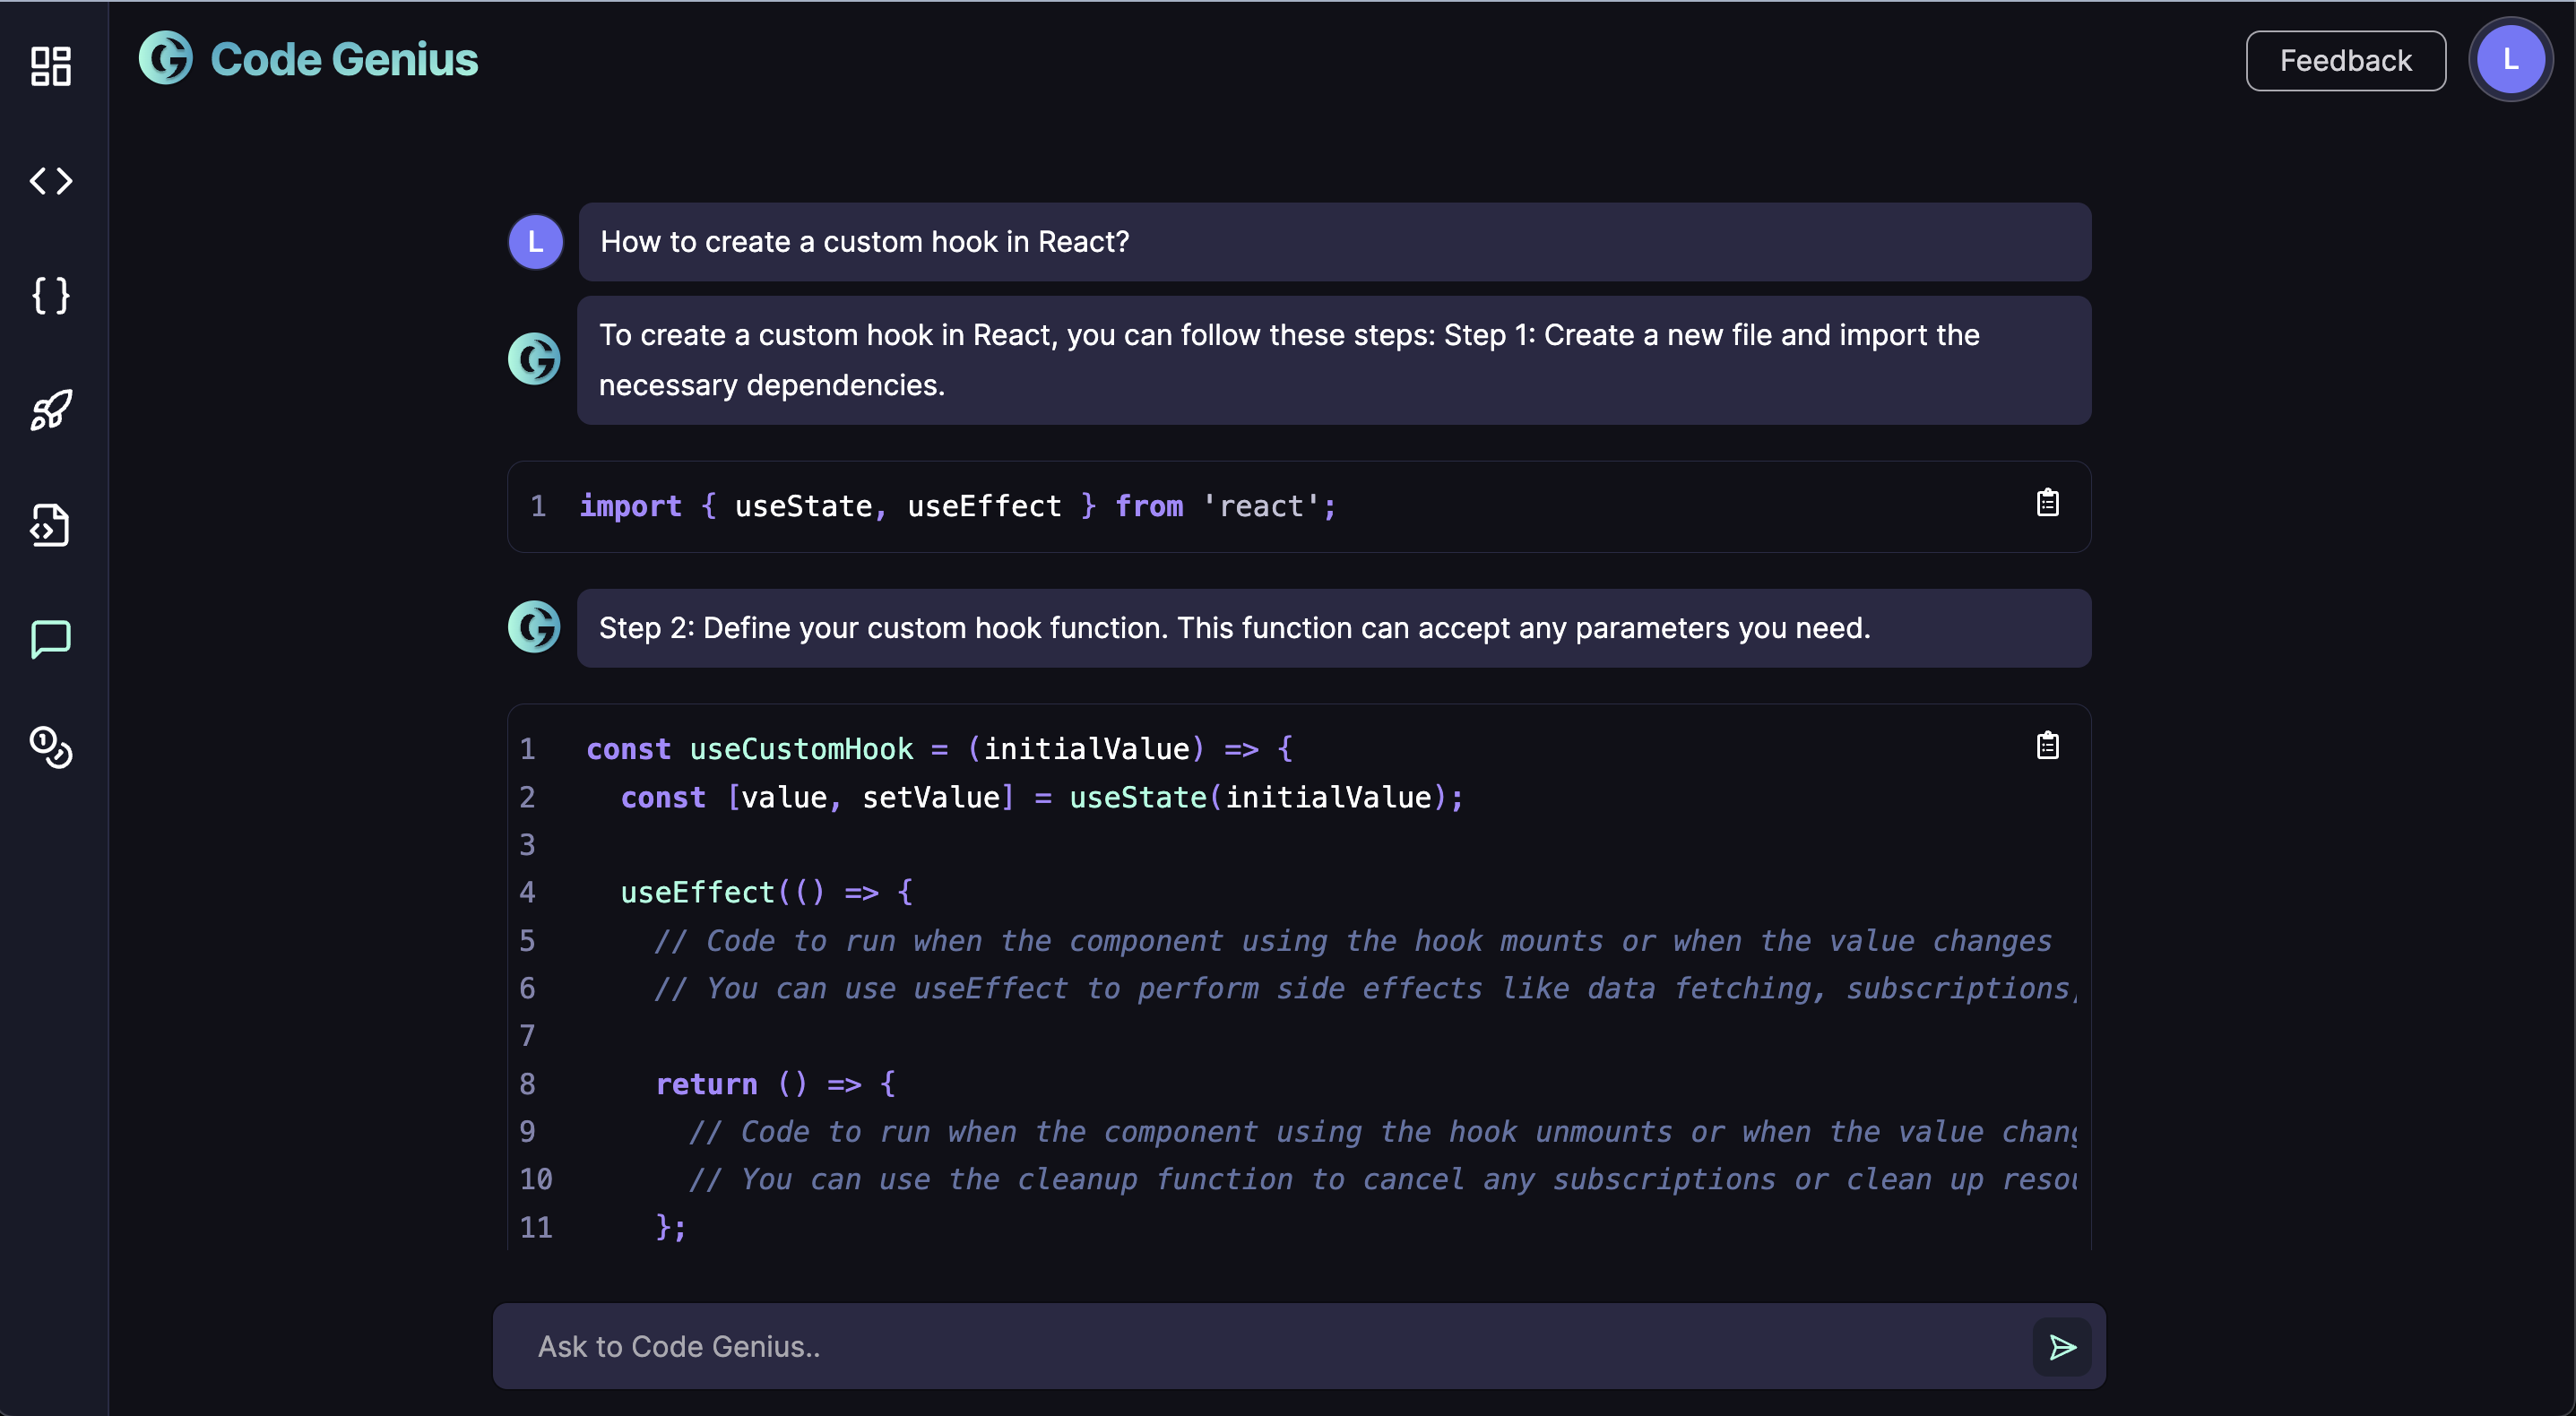 Code Genius
Feedback
L
L
How to create a custom hook in React?
To create a custom hook in React, you can follow these steps: Step 1: Create a new file and import the
necessary dependencies.
1 import { useState, useEffect } from 'react';
Step 2: Define your custom hook function. This function can accept any parameters you need.
1 const useCustomHook = (initialValue) => {
2 const [value, setValue] = useState(initialValue);
3
4 useEffect(() => {
5 // Code to run when the component using the hook mounts or when the value changes
6 // You can use useEffect to perform side effects like data fetching, subscriptions,
7
8 return () => {
9 // Code to run when the component using the hook unmounts or when the value
10 // You can use the cleanup function to cancel any subscriptions or clean up
11 };
Ask to Code Genius..